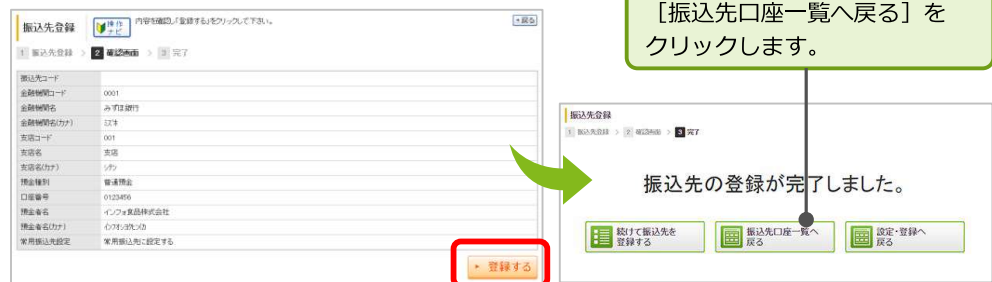 ［振込先口座一覧へ戻る］を
クリックします。
振込先登録
操作
ナビ
内容を確認し「登録する」をクリックして下さい。
戻る
1 振込先登録 > 2 確認画面 > 3 完了
振込先コード
金融機関コード 0001
金融機関名 みずほ銀行
金融機関名(カナ) ﾐｽﾞﾎ
支店コード 001
支店名 支店
支店名(カナ) ｼﾃﾝ
預金種別 普通預金
口座番号 0123456
預金者名 インフォ食品株式会社
預金者名(カナ)
常用振込先設定 常用振込先に設定する
登録する
振込先登録
1 振込先登録 > 2 確認画面 > 3 完了
振込先の登録が完了しました。
続けて振込先を
登録する
振込先口座一覧へ
戻る
設定・登録へ
戻る